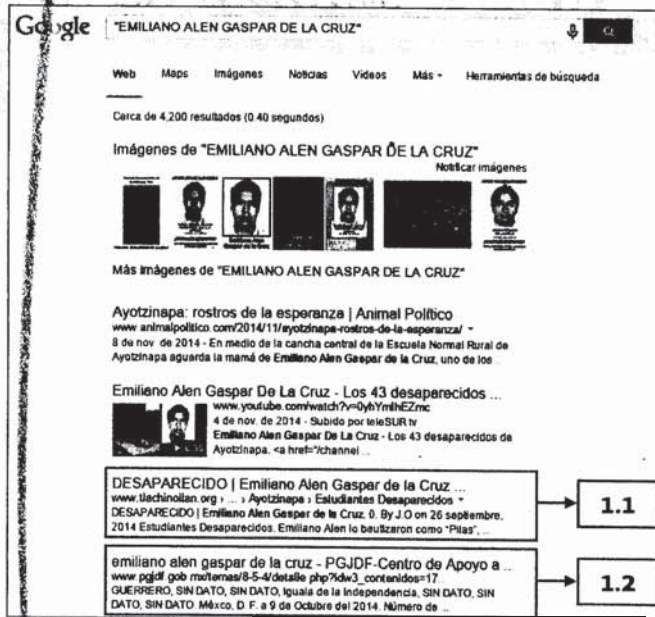 Google "EMILIANO ALEN GASPAR DE LA CRUZ"
Web Maps Imágenes Noticias Videos Más Herramientas de búsqueda
Cerca de 4,200 resultados (0.40 segundos)
Imágenes de "EMILIANO ALEN GASPAR DE LA CRUZ"
Notificar imágenes
Más imágenes de "EMILIANO ALEN GASPAR DE LA CRUZ"
Ayotzinapa: rostros de la esperanza | Animal Político
www.animalpolitico.com/2014/11/ayotzinapa-rostros-de-la-esperanza/
8 de nov. de 2014 - En medio de la cancha central de la Escuela Normal Rural de
Ayotzinapa aguarda la mamá de Emiliano Alen Gaspar de la Cruz, uno de los
Emiliano Alen Gaspar De La Cruz - Los 43 desaparecidos ...
www.youtube.com/watch?v=0yhYmlhEZmc
4 de nov. de 2014 - Subido por teleSUR tv
Emiliano Alen Gaspar De La Cruz - Los 43 desaparecidos de
Ayotzinapa. <a href="/channel ...
DESAPARECIDO | Emiliano Alen Gaspar de la Cruz ...
www.tlachinollan.org › ... › Ayotzinapa › Estudiantes Desaparecidos
DESAPARECIDO | Emiliano Alen Gaspar de la Cruz. 0. By J.O on 26 septiembre,
2014 Estudiantes Desaparecidos. Emiliano Alen lo bautizaron como "Pilas", ...
1.1
emiliano alen gaspar de la cruz - PGJDF-Centro de Apoyo a ...
www.pgjdf.gob.mx/temas/8-5-4/detalle.php?idw3_contenidos=17...
GUERRERO, SIN DATO, SIN DATO, Iguala de la Independencia, SIN DATO, SIN
DATO, SIN DATO. México, D. F. a 9 de Octubre del 2014. Número de ...
1.2